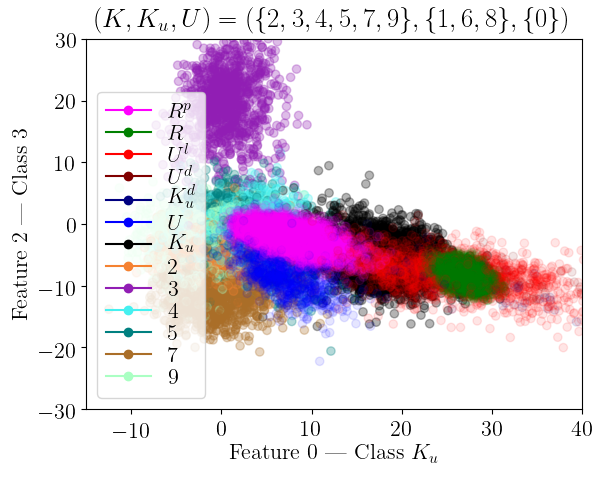 (K, K_u, U) = ({2, 3, 4, 5, 7, 9}, {1, 6, 8}, {0})
30
20
10
0
−10
−20
−30
Feature 2 — Class 3
R^p
R
U^l
U^d
K_u^d
U
K_u
2
3
4
5
7
9
−10
0
10
20
30
40
Feature 0 — Class K_u